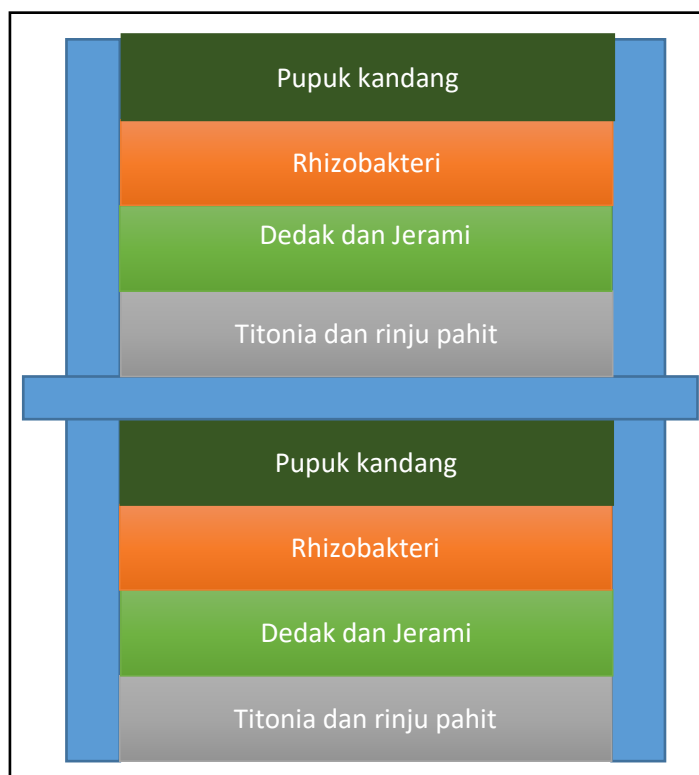 Pupuk kandang
Rhizobakteri
Dedak dan Jerami
Titonia dan rinju pahit
Pupuk kandang
Rhizobakteri
Dedak dan Jerami
Titonia dan rinju pahit